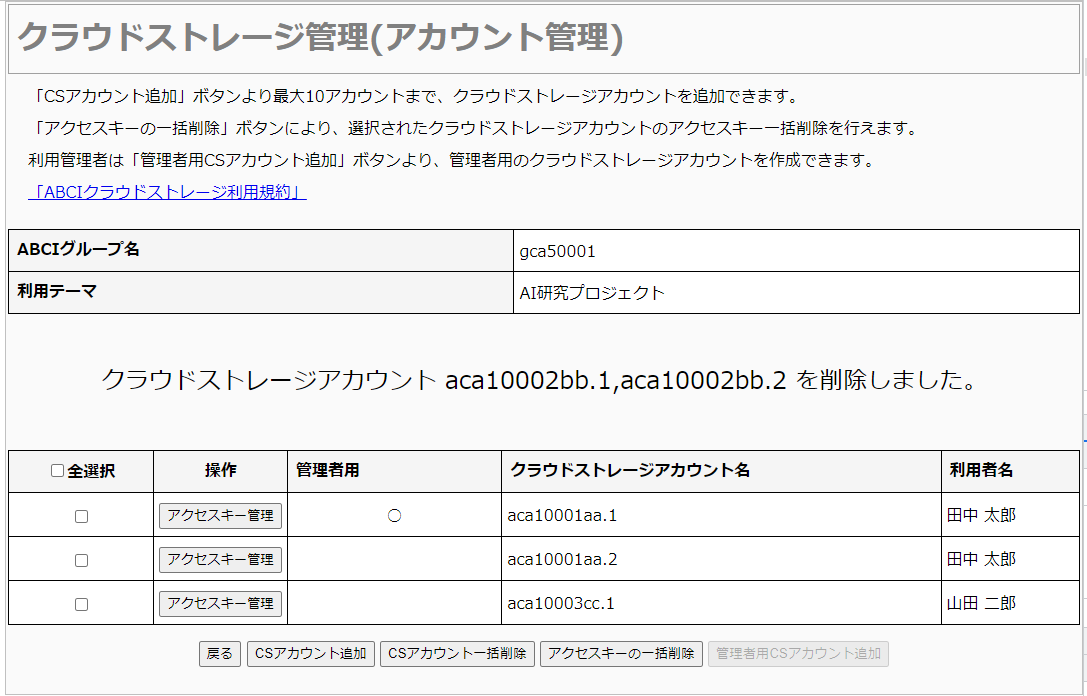 クラウドストレージ管理(アカウント管理)
「CSアカウント追加」ボタンより最大10アカウントまで、クラウドストレージアカウントを追加できます。
「アクセスキーの一括削除」ボタンにより、選択されたクラウドストレージアカウントのアクセスキー一括削除を行えます。
利用管理者は「管理者用CSアカウント追加」ボタンより、管理者用のクラウドストレージアカウントを作成できます。
「ABCIクラウドストレージ利用規約」
ABCIグループ名 gca50001
利用テーマ AI研究プロジェクト
クラウドストレージアカウント aca10002bb.1,aca10002bb.2 を削除しました。
全選択 操作 管理者用 クラウドストレージアカウント名 利用者名
アクセスキー管理 ○ aca10001aa.1 田中 太郎
アクセスキー管理 aca10001aa.2 田中 太郎
アクセスキー管理 aca10003cc.1 山田 二郎
戻る CSアカウント追加 CSアカウント一括削除 アクセスキーの一括削除 管理者用CSアカウント追加